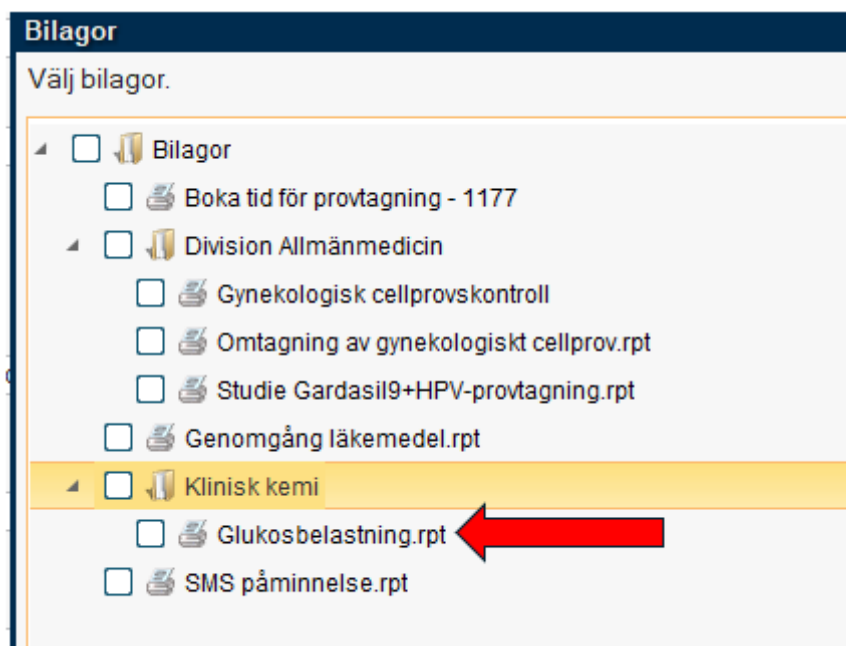 Bilagor
Välj bilagor.
Bilagor
Boka tid för provtagning - 1177
Division Allmänmedicin
Gynekologisk cellprovskontroll
Omtagning av gynekologiskt cellprov.rpt
Studie Gardasil9+HPV-provtagning.rpt
Genomgång läkemedel.rpt
Klinisk kemi
Glukosbelastning.rpt
SMS påminnelse.rpt